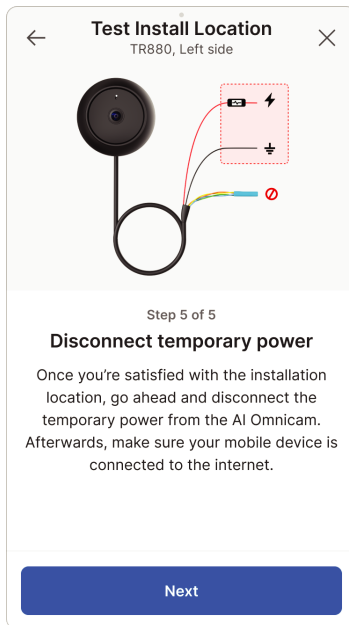 Test Install Location
TR880, Left side
Step 5 of 5
Disconnect temporary power
Once you're satisfied with the installation
location, go ahead and disconnect the
temporary power from the AI Omnicam.
Afterwards, make sure your mobile device is
connected to the internet.
Next